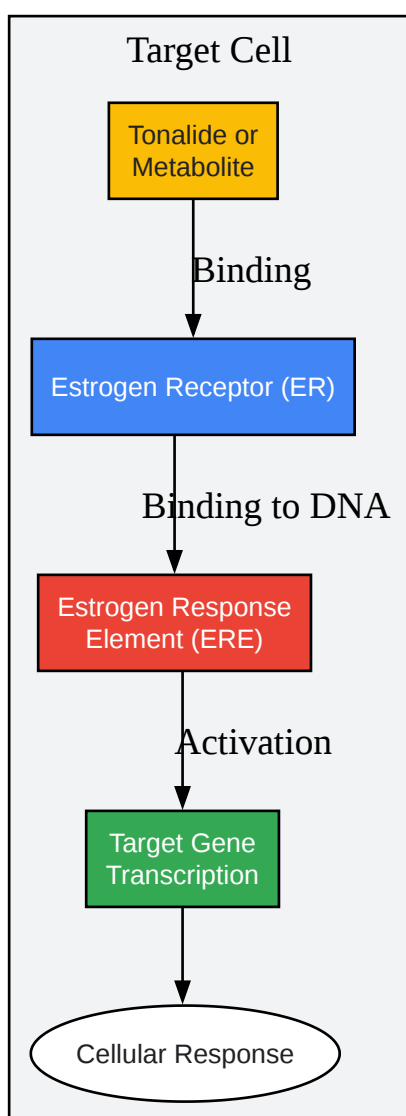 Target Cell
Tonalide or
Metabolite
Binding
Estrogen Receptor (ER)
Binding to DNA
Estrogen Response
Element (ERE)
Activation
Target Gene
Transcription
Cellular Response